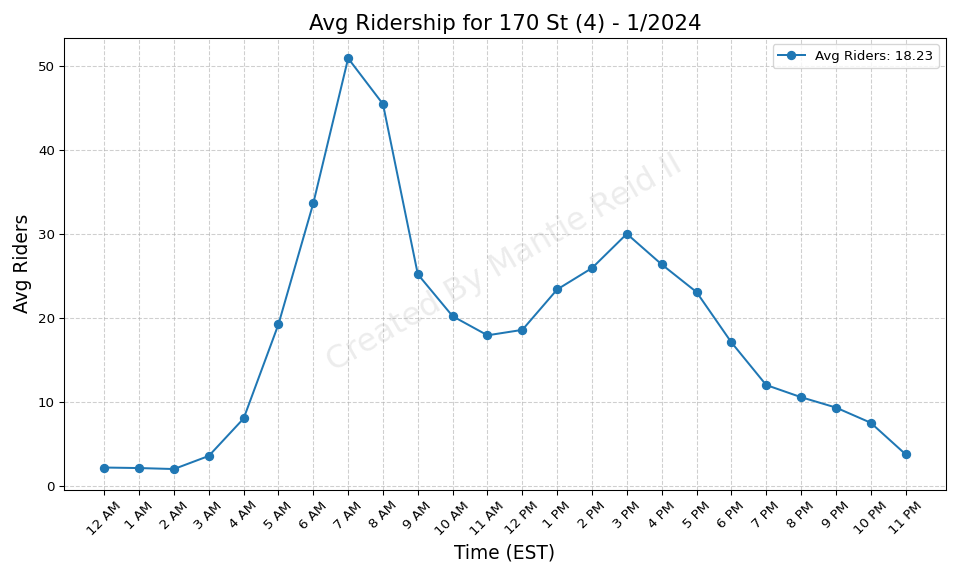 Avg Ridership for 170 St (4) - 1/2024
Avg Riders: 18.23
50
40
30
20
10
0
Avg Riders
Created By Mantie Reid II
12 AM
1 AM
2 AM
3 AM
4 AM
5 AM
6 AM
7 AM
8 AM
9 AM
10 AM
11 AM
12 PM
1 PM
2 PM
3 PM
4 PM
5 PM
6 PM
7 PM
8 PM
9 PM
10 PM
11 PM
Time (EST)